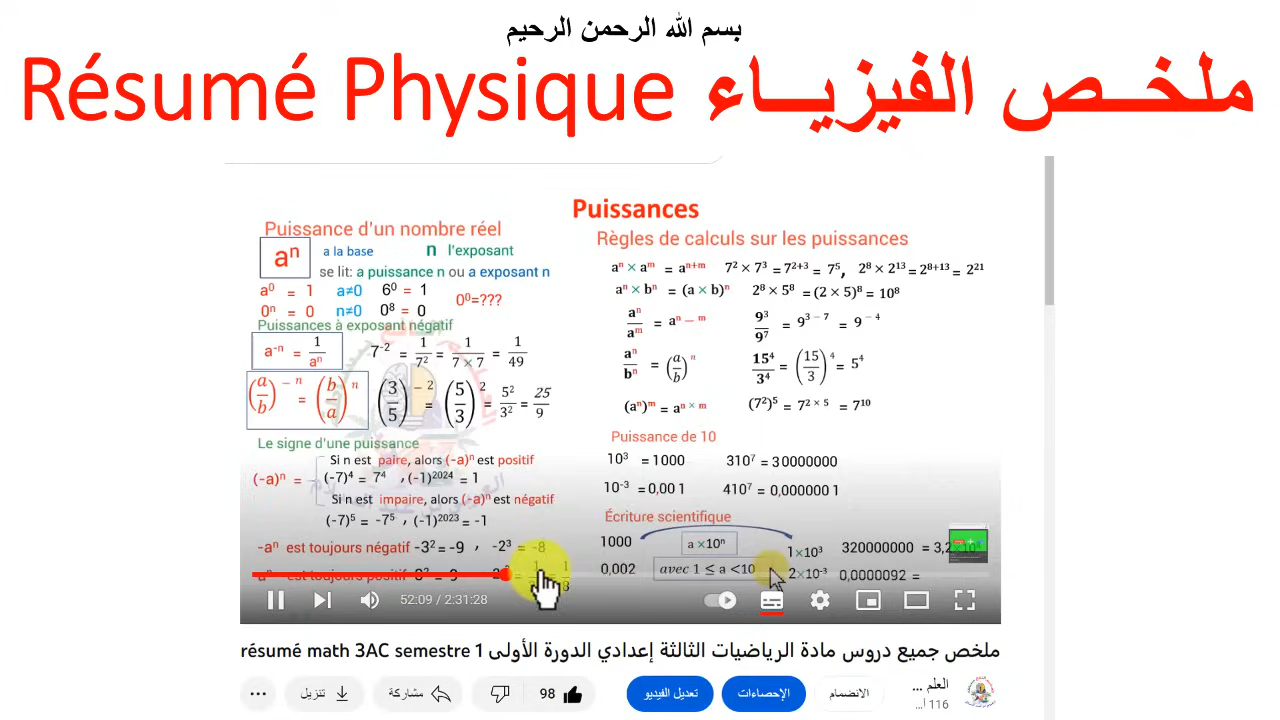 بسم الله الرحمن الرحيم
Résumé Physique ملخص الفيزياء
Puissances
Puissance d'un nombre réel
aⁿ a la base n l'exposant
se lit: a puissance n ou a exposant n
a⁰ = 1 a≠0 6⁰ = 1
0ⁿ = 0 n≠0 0⁸ = 0
0⁰=???
Puissances à exposant négatif
a⁻ⁿ = 1/aⁿ 7⁻² = 1/7² = 1/(7 × 7) = 1/49
(a/b)⁻ⁿ = (b/a)ⁿ (3/5)⁻² = (5/3)² = 5²/3² = 25/9
Le signe d'une puissance
Si n est paire, alors (-a)ⁿ est positif
(-a)ⁿ = (-7)⁴ = 7⁴ , (-1)²⁰²⁴ = 1
Si n est impaire, alors (-a)ⁿ est négatif
(-7)⁵ = -7⁵ , (-1)²⁰²³ = -1
-aⁿ est toujours négatif -3² = -9 , -2³ = -8
Règles de calculs sur les puissances
aⁿ × aᵐ = aⁿ⁺ᵐ 7² × 7³ = 7²⁺³ = 7⁵, 2⁸ × 2¹³ = 2⁸⁺¹³ = 2²¹
aⁿ × bⁿ = (a × b)ⁿ 2⁸ × 5⁸ = (2 × 5)⁸ = 10⁸
aⁿ/aᵐ = aⁿ⁻ᵐ 9³/9⁷ = 9³⁻⁷ = 9⁻⁴
aⁿ/bⁿ = (a/b)ⁿ 15⁴/3⁴ = (15/3)⁴ = 5⁴
(aⁿ)ᵐ = aⁿ ˣ ᵐ (7²)⁵ = 7² ˣ ⁵ = 7¹⁰
Puissance de 10
10³ = 1000 310⁷ = 30000000
10⁻³ = 0,001 410⁷ = 0,0000001
Écriture scientifique
1000 a ×10ⁿ 1×10³ 320000000 = 3,2×10
0,002 avec 1 ≤ a <10 2×10⁻³ 0,0000092 =
52:09 / 2:31:28
ملخص جميع دروس مادة الرياضيات الثالثة إعدادي الدورة الأولى résumé math 3AC semestre 1
العلم ...
116 أ...
الانضمام
الإحصاءات
تعديل الفيديو
98
مشاركة
تنزيل